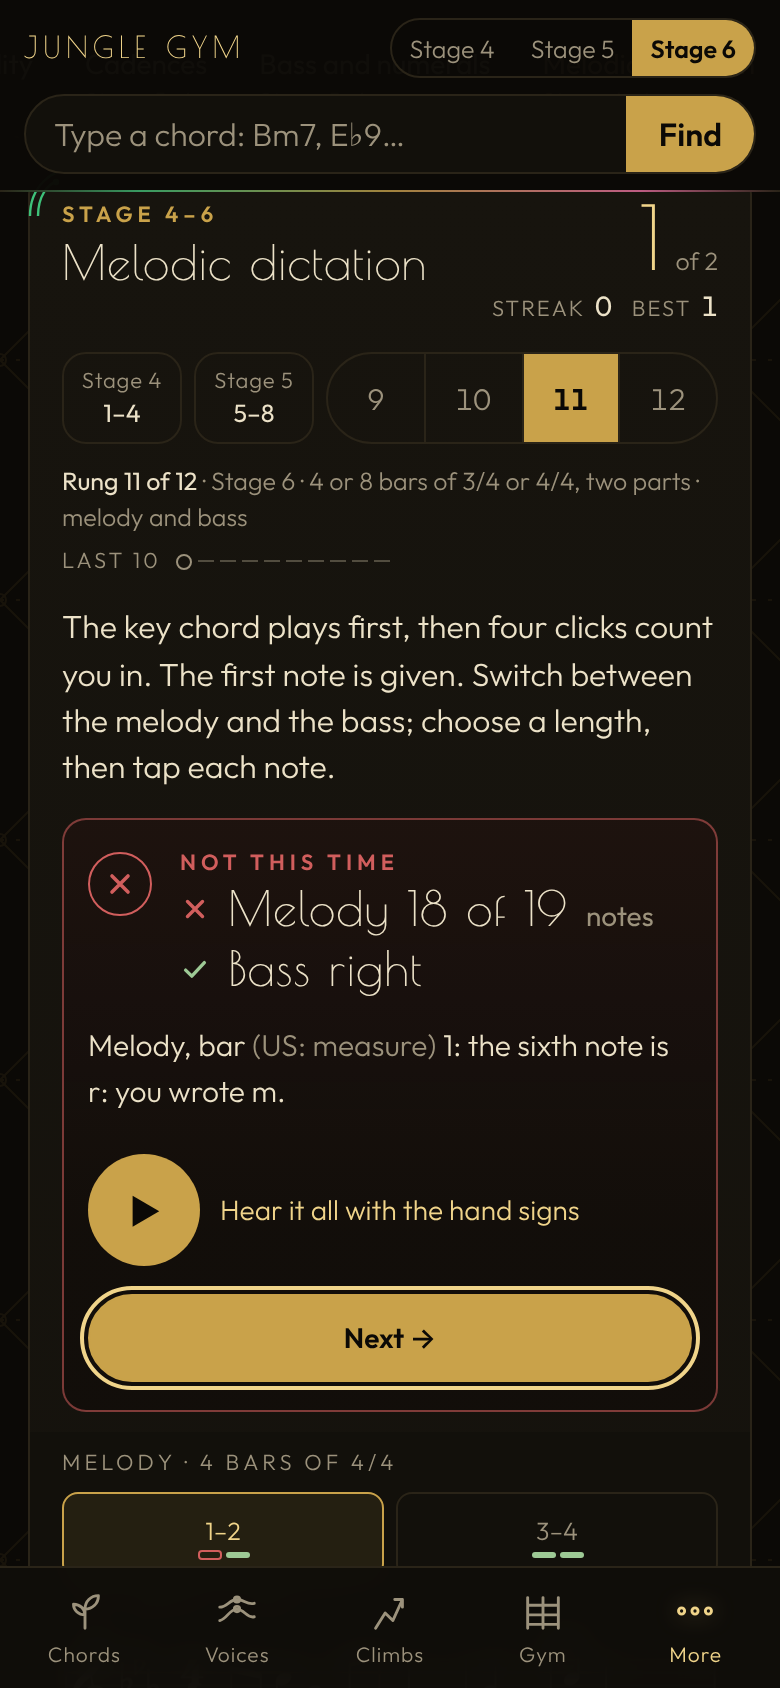 JUNGLE GYM
Stage 4 Stage 5 Stage 6
Cadences Bass and numerals
Type a chord: Bm7, E♭9... Find
STAGE 4–6
Melodic dictation
1 of 2
STREAK 0 BEST 1
Stage 4 1–4
Stage 5 5–8
9 10 11 12
Rung 11 of 12 · Stage 6 · 4 or 8 bars of 3/4 or 4/4, two parts ·
melody and bass
LAST 10
The key chord plays first, then four clicks count
you in. The first note is given. Switch between
the melody and the bass; choose a length,
then tap each note.
NOT THIS TIME
Melody 18 of 19 notes
Bass right
Melody, bar (US: measure) 1: the sixth note is
r: you wrote m.
Hear it all with the hand signs
Next →
MELODY · 4 BARS OF 4/4
1–2 3–4
Chords Voices Climbs Gym More